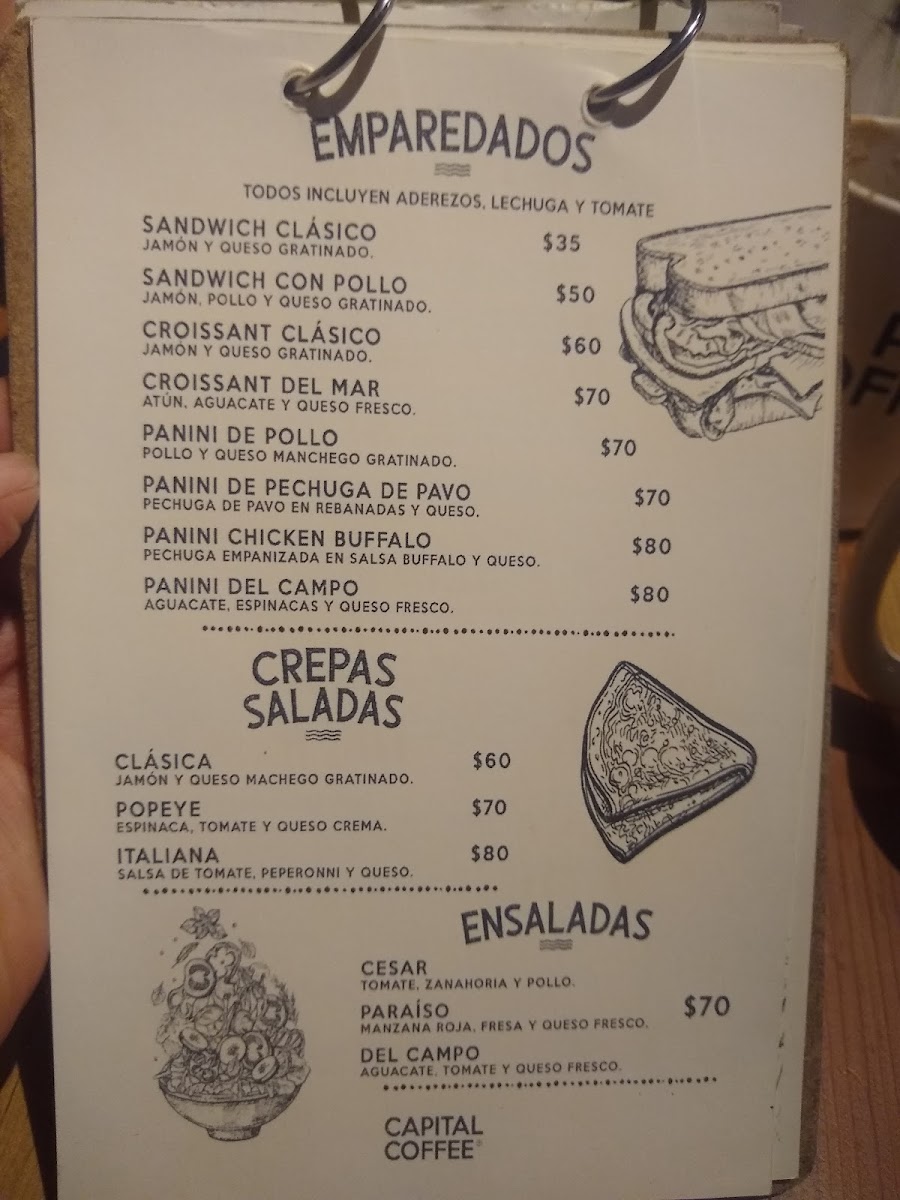 EMPAREDADOS
TODOS INCLUYEN ADEREZOS, LECHUGA Y TOMATE
SANDWICH CLÁSICO $35
JAMÓN Y QUESO GRATINADO.
SANDWICH CON POLLO $50
JAMÓN, POLLO Y QUESO GRATINADO.
CROISSANT CLÁSICO $60
JAMÓN Y QUESO GRATINADO.
CROISSANT DEL MAR $70
ATÚN, AGUACATE Y QUESO FRESCO.
PANINI DE POLLO $70
POLLO Y QUESO MANCHEGO GRATINADO.
PANINI DE PECHUGA DE PAVO $70
PECHUGA DE PAVO EN REBANADAS Y QUESO.
PANINI CHICKEN BUFFALO $80
PECHUGA EMPANIZADA EN SALSA BUFFALO Y QUESO.
PANINI DEL CAMPO $80
AGUACATE, ESPINACAS Y QUESO FRESCO.
CREPAS
SALADAS
CLÁSICA $60
JAMÓN Y QUESO MACHEGO GRATINADO.
POPEYE $70
ESPINACA, TOMATE Y QUESO CREMA.
ITALIANA $80
SALSA DE TOMATE, PEPERONNI Y QUESO.
ENSALADAS
CESAR
TOMATE, ZANAHORIA Y POLLO.
PARAÍSO $70
MANZANA ROJA, FRESA Y QUESO FRESCO.
DEL CAMPO
AGUACATE, TOMATE Y QUESO FRESCO.
CAPITAL
COFFEE®